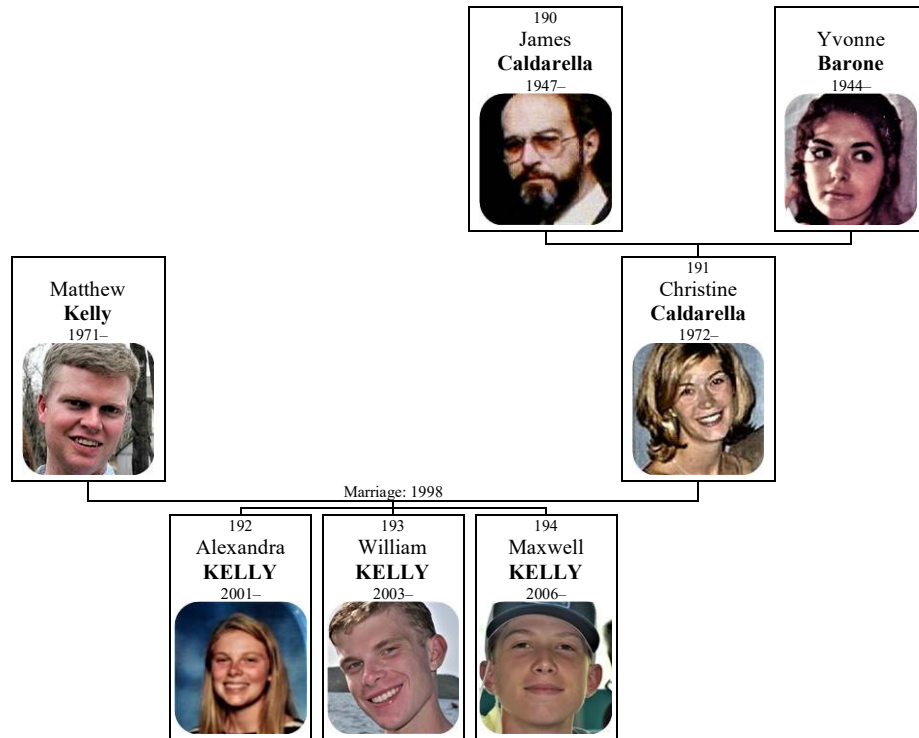 190
James
Caldarella
1947–
Yvonne
Barone
1944–
Matthew
Kelly
1971–
191
Christine
Caldarella
1972–
Marriage: 1998
192
Alexandra
KELLY
2001–
193
William
KELLY
2003–
194
Maxwell
KELLY
2006–